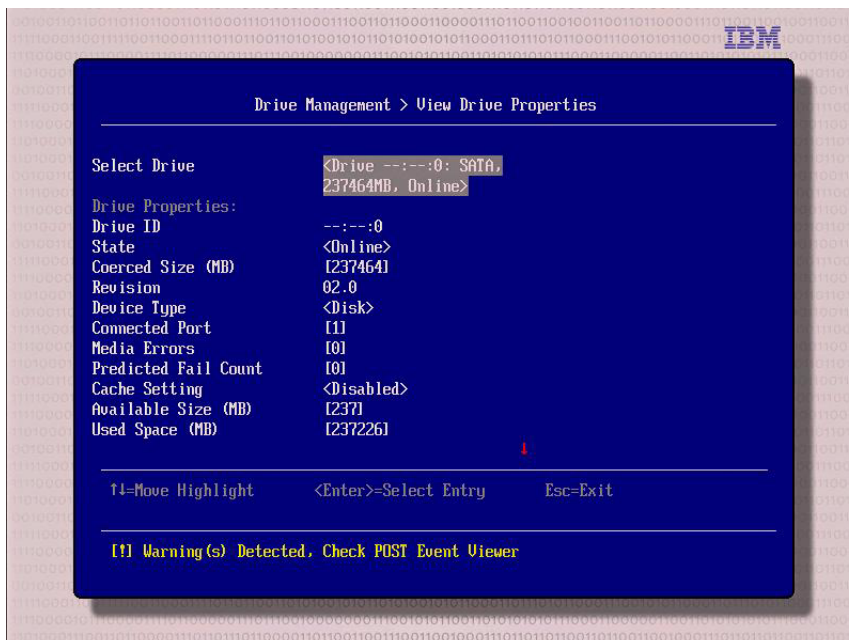 IBM
Drive Management > View Drive Properties
Select Drive <Drive --:--:0: SATA,
237464MB, Online>
Drive Properties:
Drive ID --:--:0
State <Online>
Coerced Size (MB) [237464]
Revision 02.0
Device Type <Disk>
Connected Port [1]
Media Errors [0]
Predicted Fail Count [0]
Cache Setting <Disabled>
Available Size (MB) [237]
Used Space (MB) [237226]
↓
↑↓=Move Highlight <Enter>=Select Entry Esc=Exit
[!] Warning(s) Detected, Check POST Event Viewer